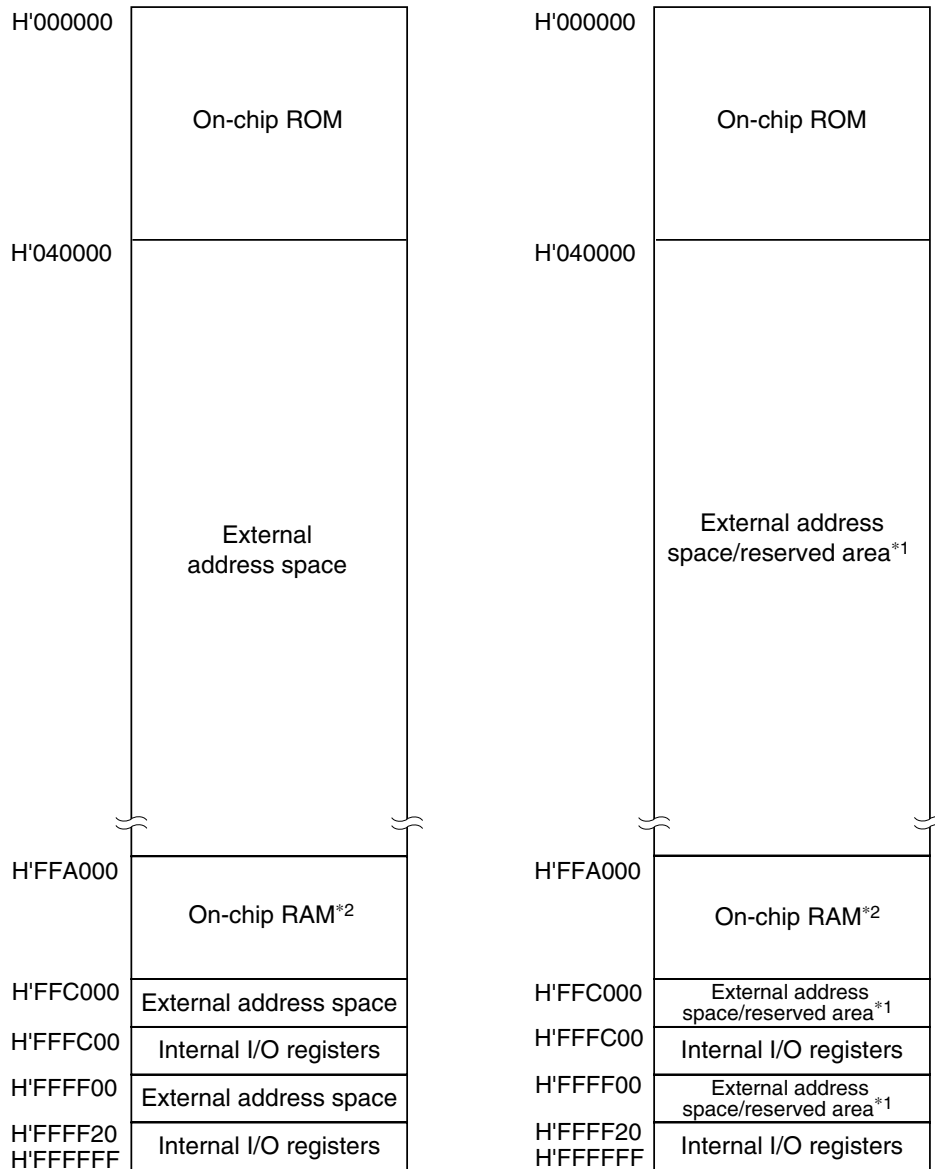 H'000000
On-chip ROM
H'040000
External
address space
H'FFA000
On-chip RAM*2
H'FFC000
External address space
H'FFFC00
Internal I/O registers
H'FFFF00
External address space
H'FFFF20
Internal I/O registers
H'FFFFFF
H'000000
On-chip ROM
H'040000
External address
space/reserved area*1
H'FFA000
On-chip RAM*2
H'FFC000
External address
space/reserved area*1
H'FFFC00
Internal I/O registers
H'FFFF00
External address
space/reserved area*1
H'FFFF20
Internal I/O registers
H'FFFFFF